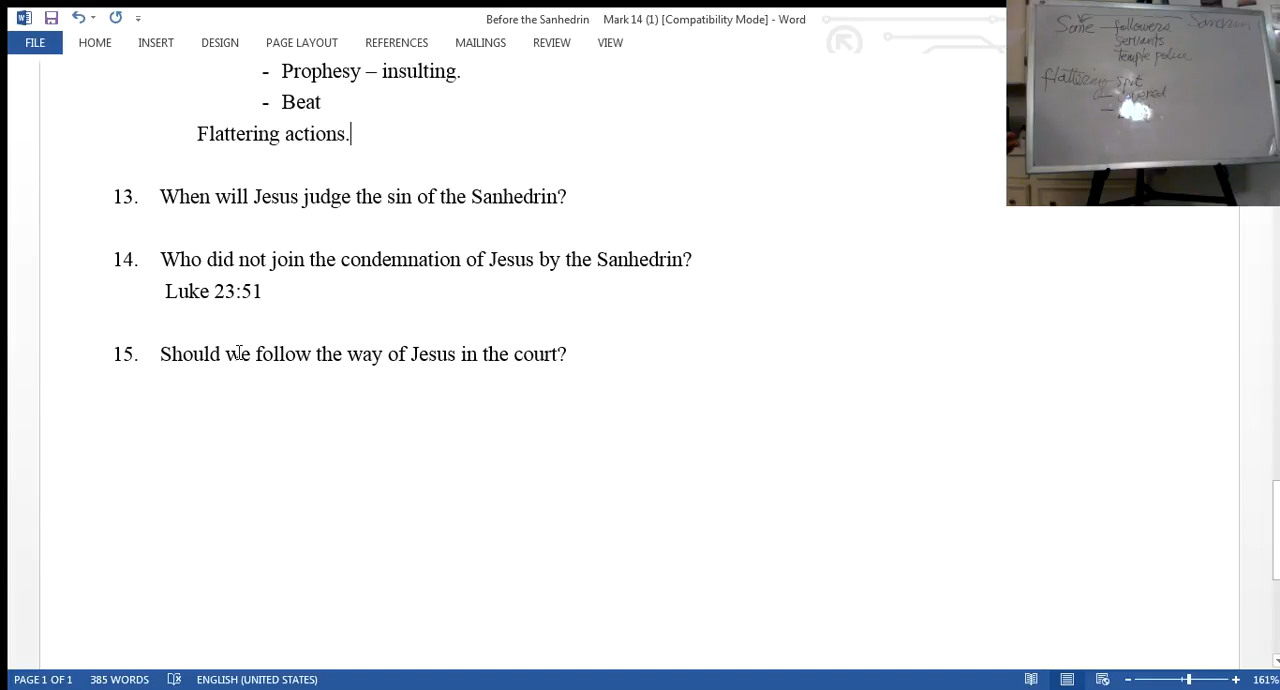 Before the Sanhedrin Mark 14 (1) [Compatibility Mode] - Word
FILE HOME INSERT DESIGN PAGE LAYOUT REFERENCES MAILINGS REVIEW VIEW
- Prophesy – insulting.
- Beat
Flattering actions.
13. When will Jesus judge the sin of the Sanhedrin?
14. Who did not join the condemnation of Jesus by the Sanhedrin?
Luke 23:51
15. Should we follow the way of Jesus in the court?
Some – followers
servants
temple police
flattering spit
PAGE 1 OF 1 385 WORDS ENGLISH (UNITED STATES) 161%